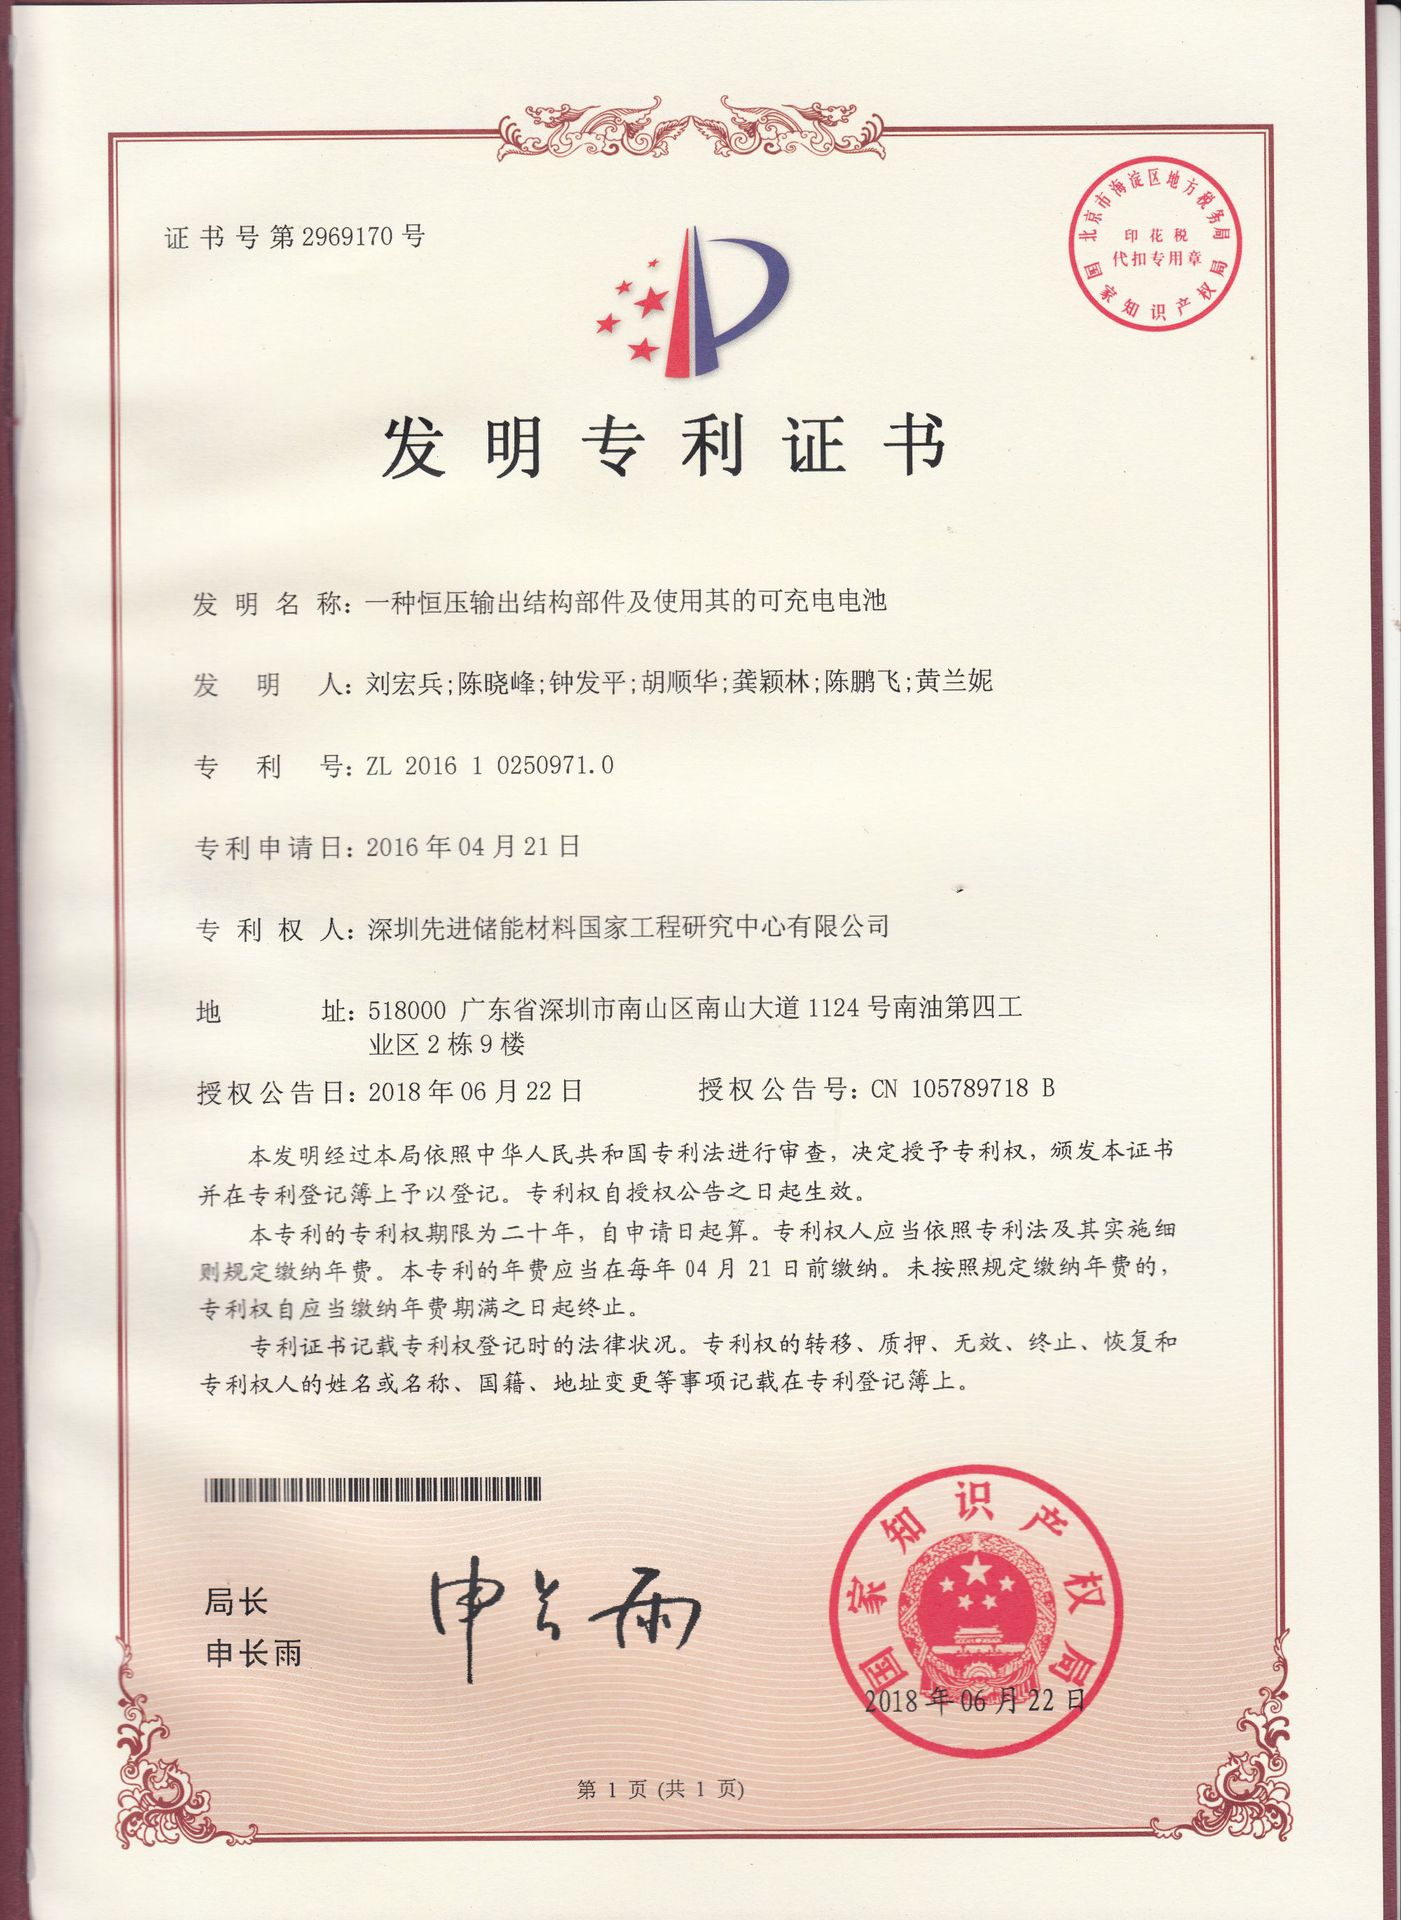 证书号第2969170号
北京市海淀区地方税务局
印花税
代扣专用章
国家知识产权局
发明专利证书
发明名称：一种恒压输出结构部件及使用其的可充电电池
发明人：刘宏兵;陈晓峰;钟发平;胡顺华;龚颖林;陈鹏飞;黄兰妮
专利号：ZL 2016 1 0250971.0
专利申请日：2016年04月21日
专利权人：深圳先进储能材料国家工程研究中心有限公司
地址：518000 广东省深圳市南山区南山大道1124号南油第四工
业区2栋9楼
授权公告日：2018年06月22日 授权公告号：CN 105789718 B
本发明经过本局依照中华人民共和国专利法进行审查，决定授予专利权，颁发本证书
并在专利登记簿上予以登记。专利权自授权公告之日起生效。
本专利的专利权期限为二十年，自申请日起算。专利权人应当依照专利法及其实施细
则规定缴纳年费。本专利的年费应当在每年04月21日前缴纳。未按照规定缴纳年费的，
专利权自应当缴纳年费期满之日起终止。
专利证书记载专利权登记时的法律状况。专利权的转移、质押、无效、终止、恢复和
专利权人的姓名或名称、国籍、地址变更等事项记载在专利登记簿上。
局长
申长雨
申长雨
国家知识产权局
2018年06月22日
第 1 页 (共 1 页)